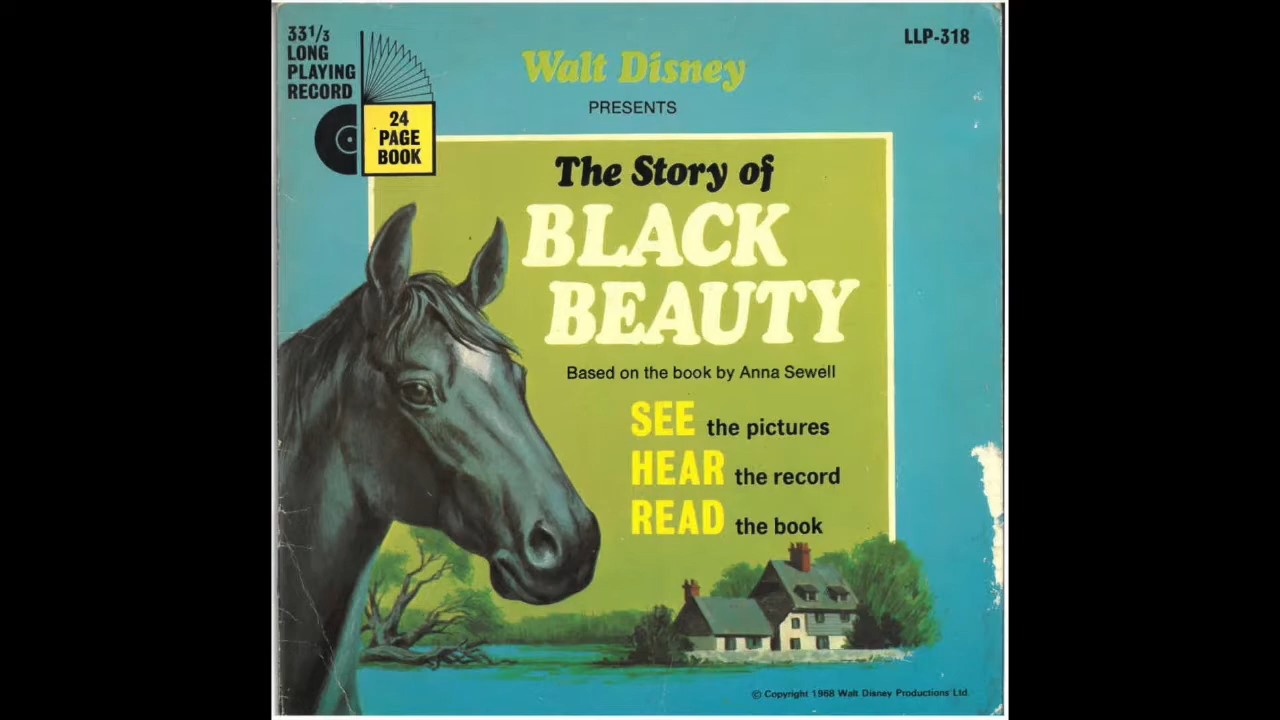 33 1/3
LONG
PLAYING
RECORD
24
PAGE
BOOK
LLP-318
Walt Disney
PRESENTS
The Story of
BLACK
BEAUTY
Based on the book by Anna Sewell
SEE the pictures
HEAR the record
READ the book
© Copyright 1968 Walt Disney Productions Ltd.